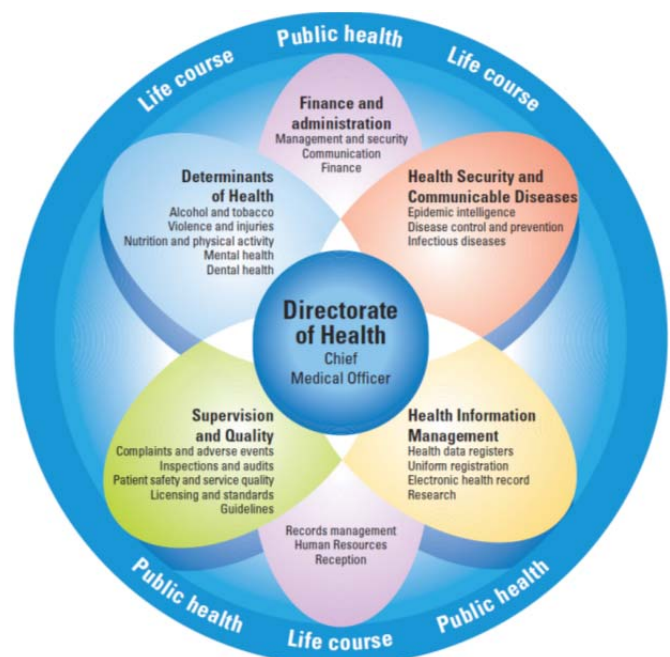 Life course
Public health
Life course
Finance and
administration
Management and security
Communication
Finance
Determinants
of Health
Alcohol and tobacco
Violence and injuries
Nutrition and physical activity
Mental health
Dental health
Health Security and
Communicable Diseases
Epidemic intelligence
Disease control and prevention
Infectious diseases
Directorate
of Health
Chief
Medical Officer
Supervision
and Quality
Complaints and adverse events
Inspections and audits
Patient safety and service quality
Licensing and standards
Guidelines
Health Information
Management
Health data registers
Uniform registration
Electronic health record
Research
Records management
Human Resources
Reception
Public health
Life course
Public health